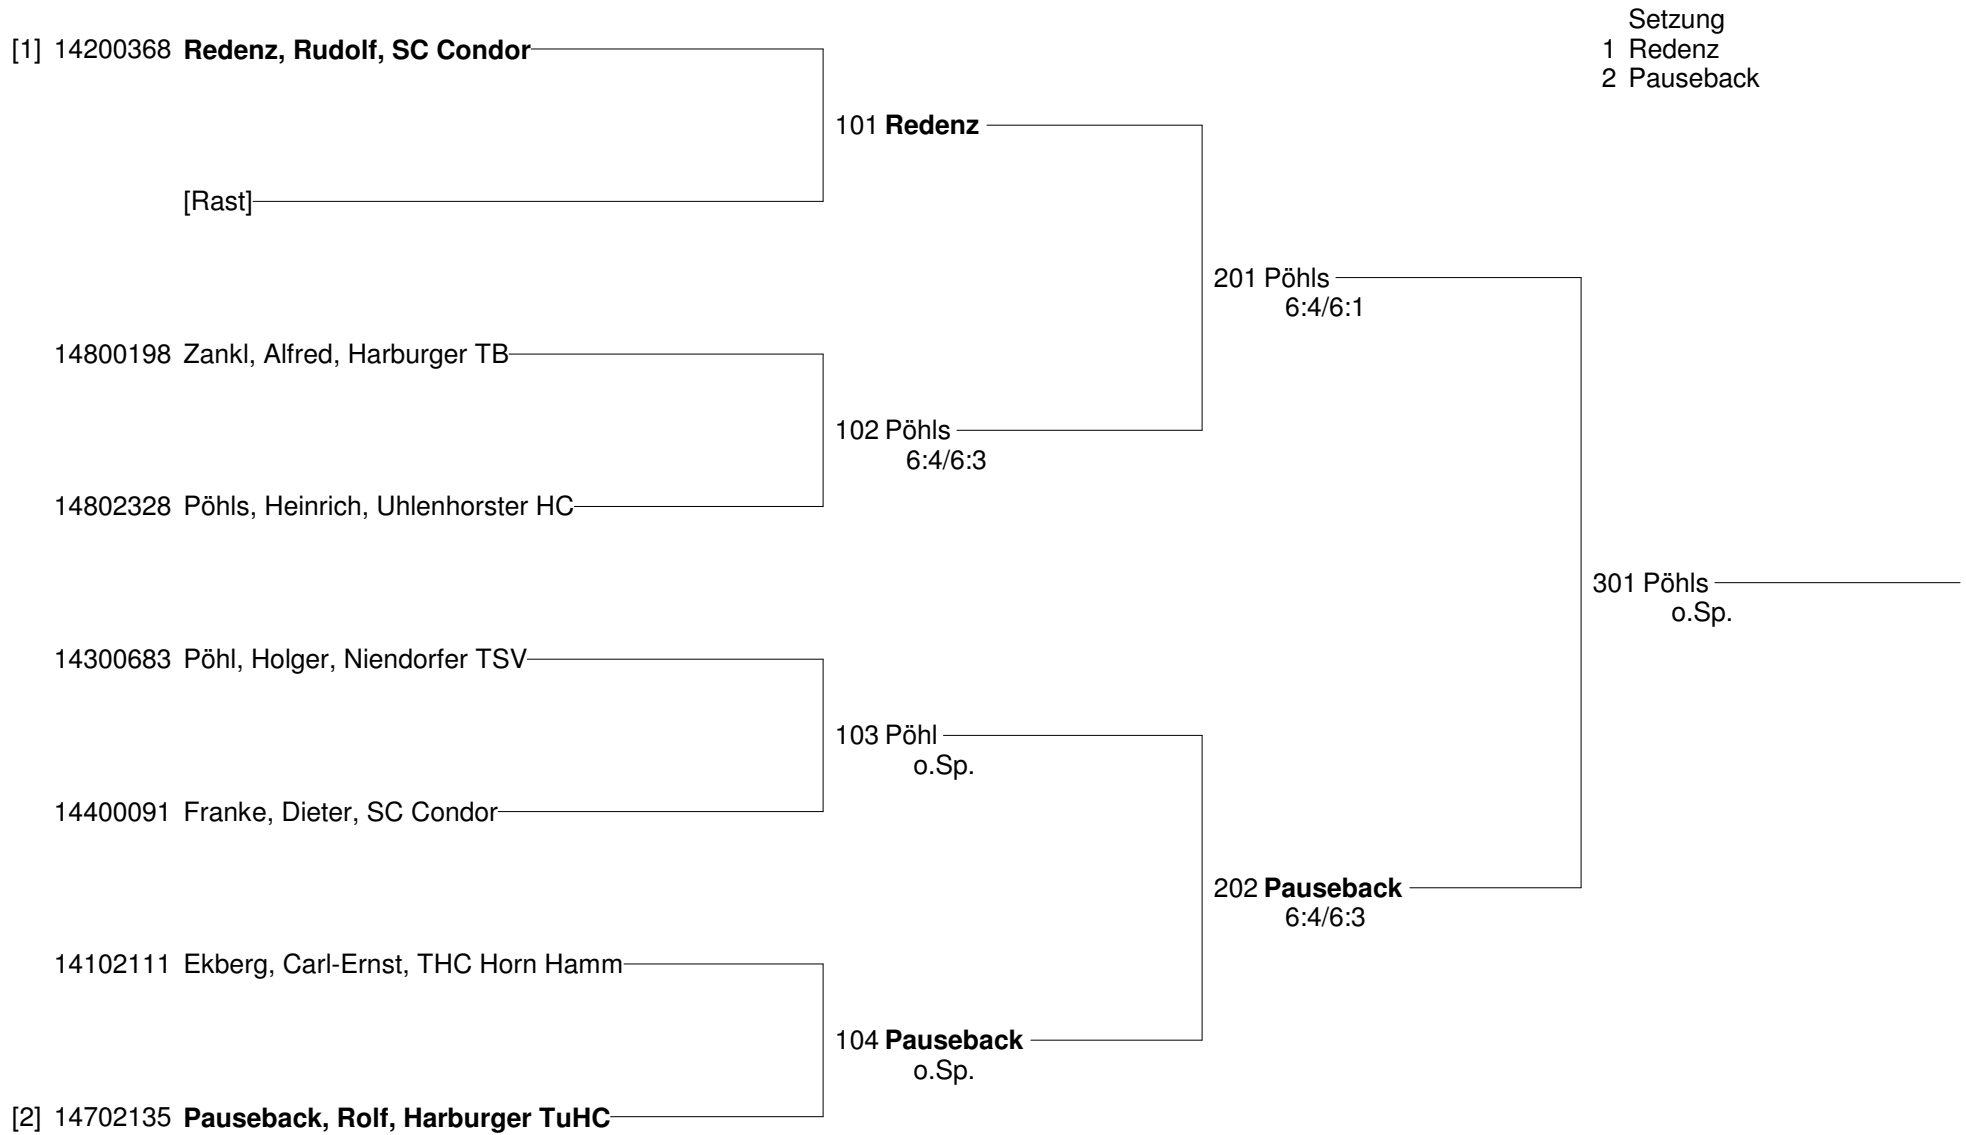 Setzung
[1] 14200368 Redenz, Rudolf, SC Condor
1 Redenz
2 Pauseback
101 Redenz
[Rast]
201 Pöhls
6:4/6:1
14800198 Zankl, Alfred, Harburger TB
102 Pöhls
6:4/6:3
14802328 Pöhls, Heinrich, Uhlenhorster HC
301 Pöhls
o.Sp.
14300683 Pöhl, Holger, Niendorfer TSV
103 Pöhl
o.Sp.
14400091 Franke, Dieter, SC Condor
202 Pauseback
6:4/6:3
14102111 Ekberg, Carl-Ernst, THC Horn Hamm
104 Pauseback
o.Sp.
[2] 14702135 Pauseback, Rolf, Harburger TuHC